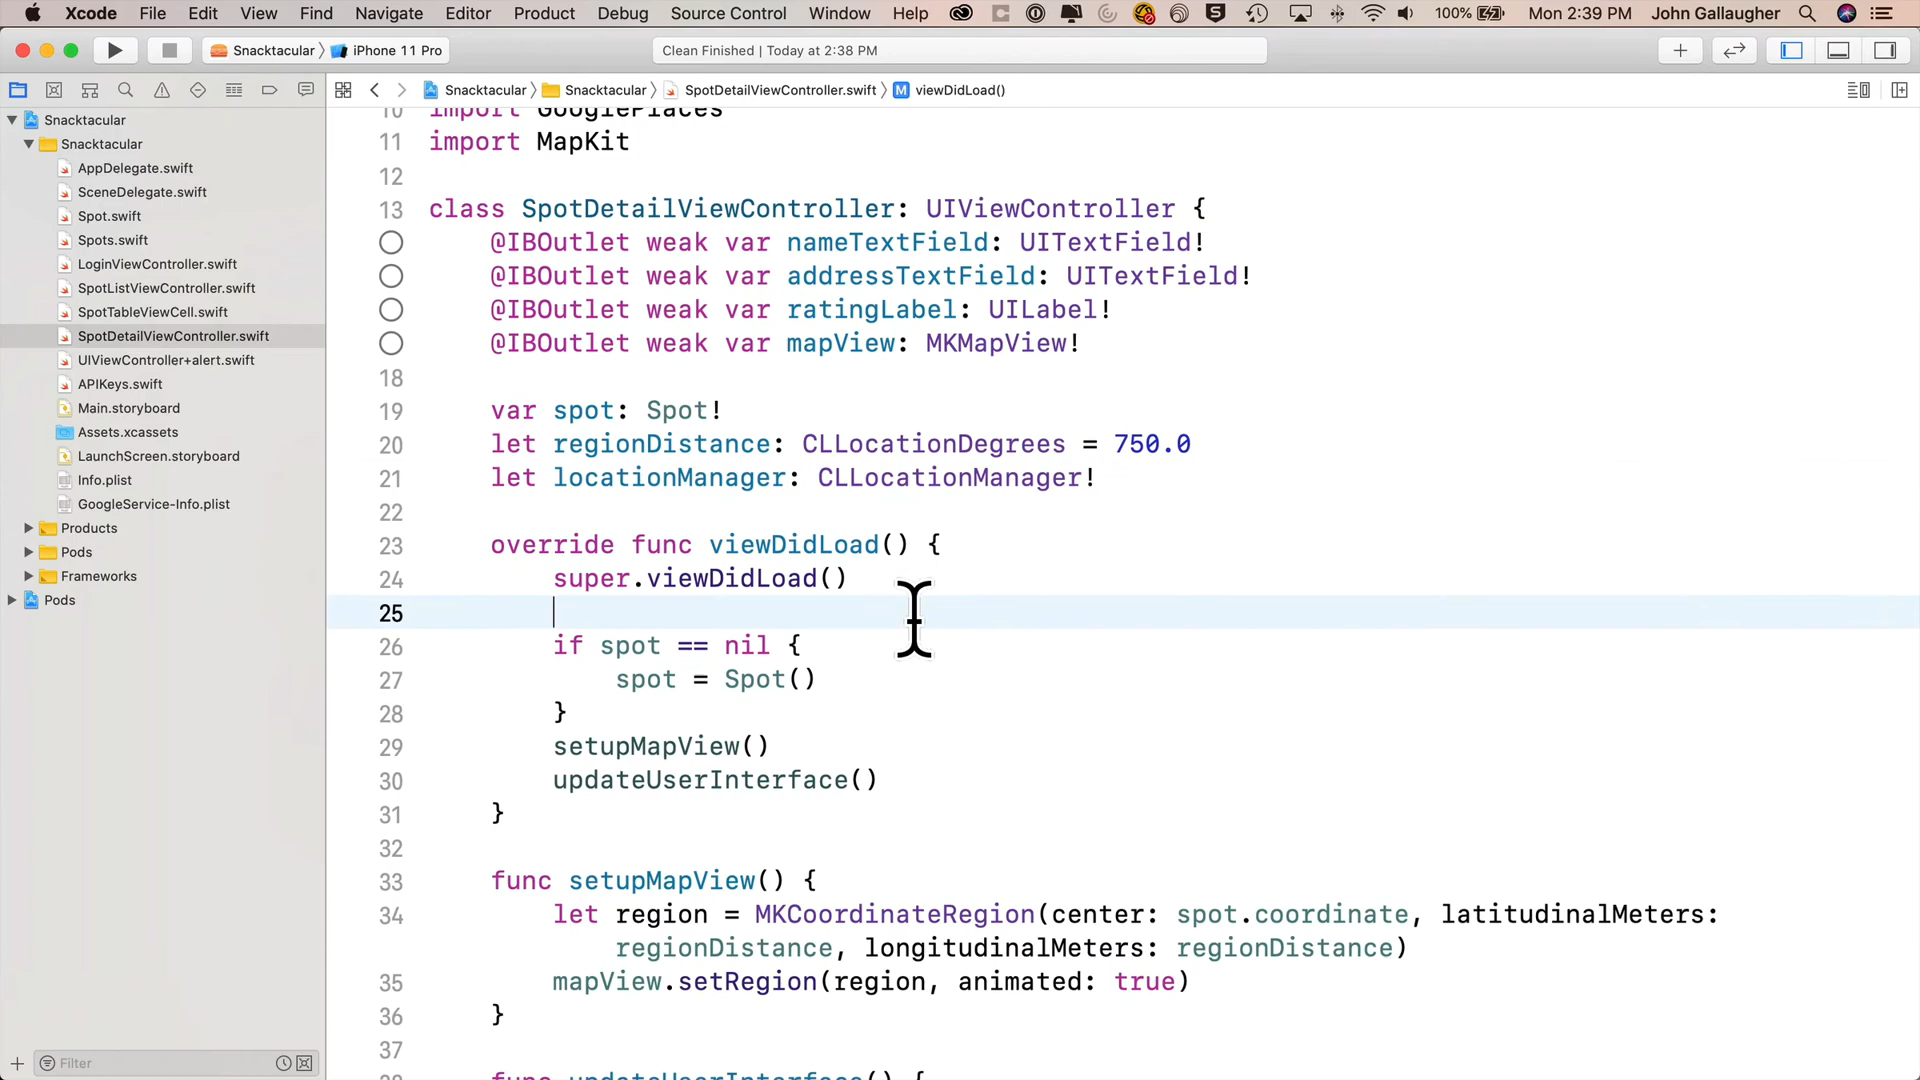 Xcode File Edit View Find Navigate Editor Product Debug Source Control Window Help 100% Mon 2:39 PM John Gallaugher
Snacktacular iPhone 11 Pro
Clean Finished | Today at 2:38 PM
Snacktacular Snacktacular SpotDetailViewController.swift M viewDidLoad()
Snacktacular
Snacktacular
AppDelegate.swift
SceneDelegate.swift
Spot.swift
Spots.swift
LoginViewController.swift
SpotListViewController.swift
SpotTableViewCell.swift
SpotDetailViewController.swift
UIViewController+alert.swift
APIKeys.swift
Main.storyboard
Assets.xcassets
LaunchScreen.storyboard
Info.plist
GoogleService-Info.plist
Products
Pods
Frameworks
Pods
Filter
10 import GooglePlaces
11 import MapKit
12
13 class SpotDetailViewController: UIViewController {
@IBOutlet weak var nameTextField: UITextField!
@IBOutlet weak var addressTextField: UITextField!
@IBOutlet weak var ratingLabel: UILabel!
@IBOutlet weak var mapView: MKMapView!
18
19 var spot: Spot!
20 let regionDistance: CLLocationDegrees = 750.0
21 let locationManager: CLLocationManager!
22
23 override func viewDidLoad() {
24 super.viewDidLoad()
25
26 if spot == nil {
27 spot = Spot()
28 }
29 setupMapView()
30 updateUserInterface()
31 }
32
33 func setupMapView() {
34 let region = MKCoordinateRegion(center: spot.coordinate, latitudinalMeters:
regionDistance, longitudinalMeters: regionDistance)
35 mapView.setRegion(region, animated: true)
36 }
37
38 func updateUserInterface() {